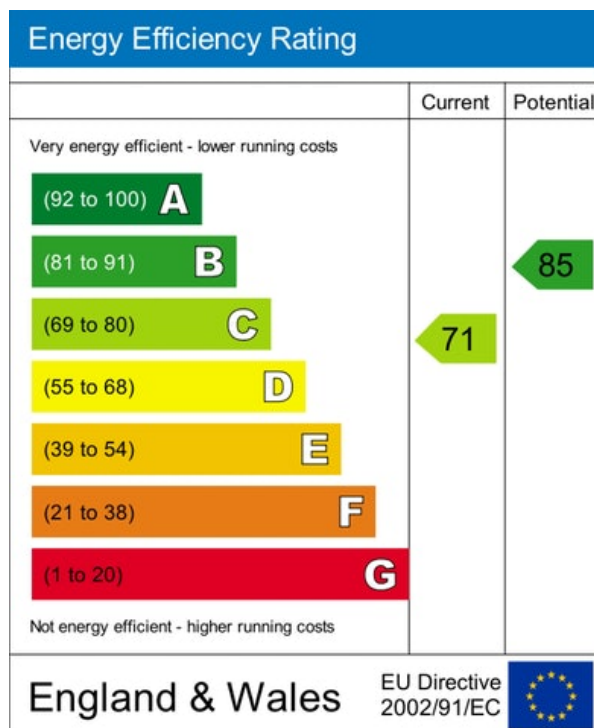 Energy Efficiency Rating
Current Potential
Very energy efficient - lower running costs
(92 to 100) A
(81 to 91) B
85
(69 to 80) C
71
(55 to 68) D
(39 to 54) E
(21 to 38) F
(1 to 20) G
Not energy efficient - higher running costs
England & Wales
EU Directive
2002/91/EC